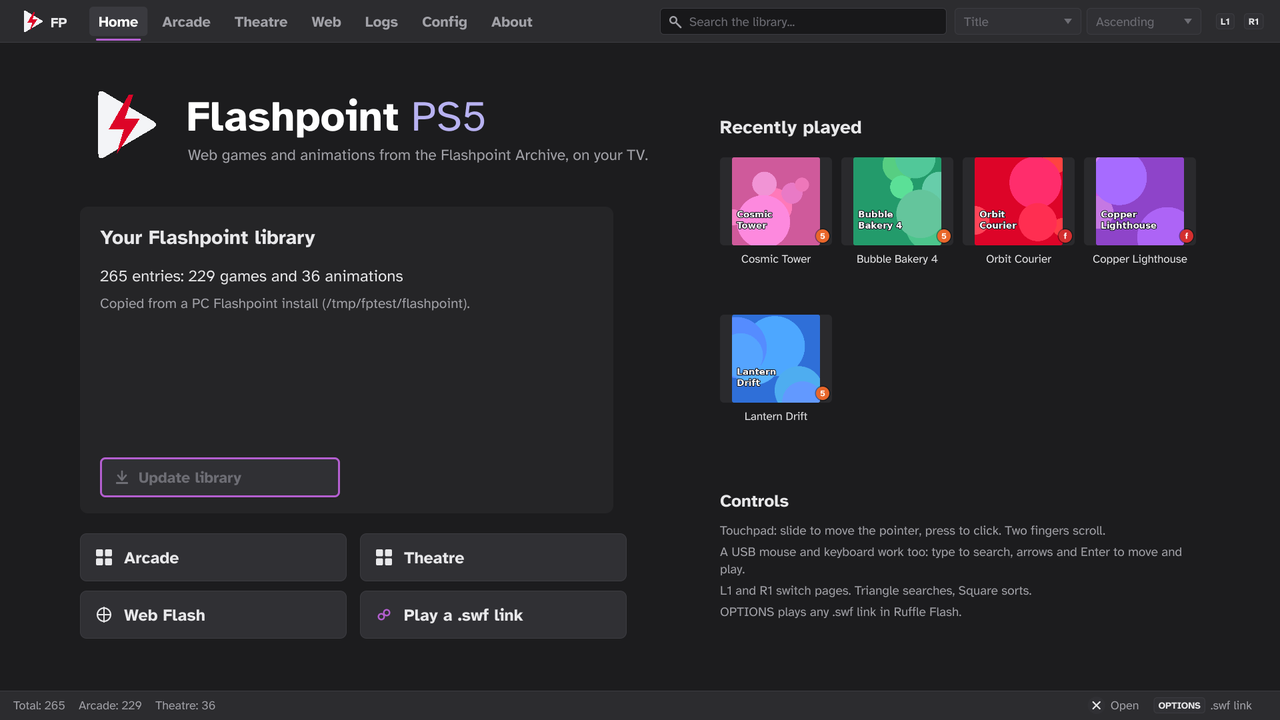 FP Home Arcade Theatre Web Logs Config About Search the library... Title Ascending L1 R1
Flashpoint PS5
Web games and animations from the Flashpoint Archive, on your TV.
Your Flashpoint library
265 entries: 229 games and 36 animations
Copied from a PC Flashpoint install (/tmp/fptest/flashpoint).
Update library
Arcade Theatre
Web Flash Play a .swf link
Recently played
Cosmic
Tower
5
Bubble
Bakery 4
5
Orbit
Courier
f
Copper
Lighthouse
f
Cosmic Tower Bubble Bakery 4 Orbit Courier Copper Lighthouse
Lantern
Drift
5
Lantern Drift
Controls
Touchpad: slide to move the pointer, press to click. Two fingers scroll.
A USB mouse and keyboard work too: type to search, arrows and Enter to move and
play.
L1 and R1 switch pages. Triangle searches, Square sorts.
OPTIONS plays any .swf link in Ruffle Flash.
Total: 265 Arcade: 229 Theatre: 36 Open OPTIONS .swf link